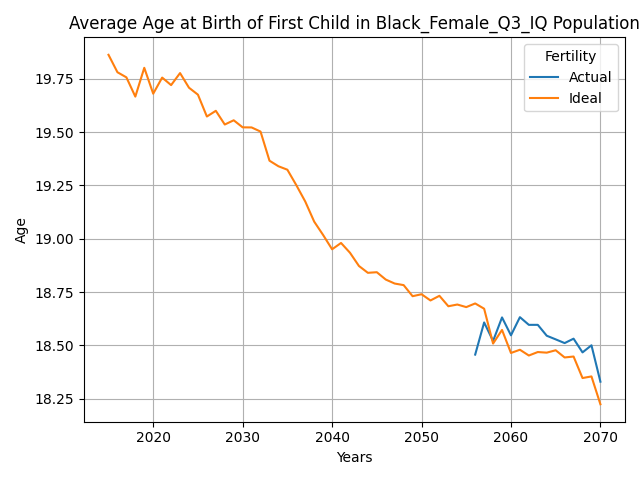 Average Age at Birth of First Child in Black_Female_Q3_IQ Population
Fertility
Actual
Ideal
19.75
19.50
19.25
19.00
18.75
18.50
18.25
Age
2020 2030 2040 2050 2060 2070
Years